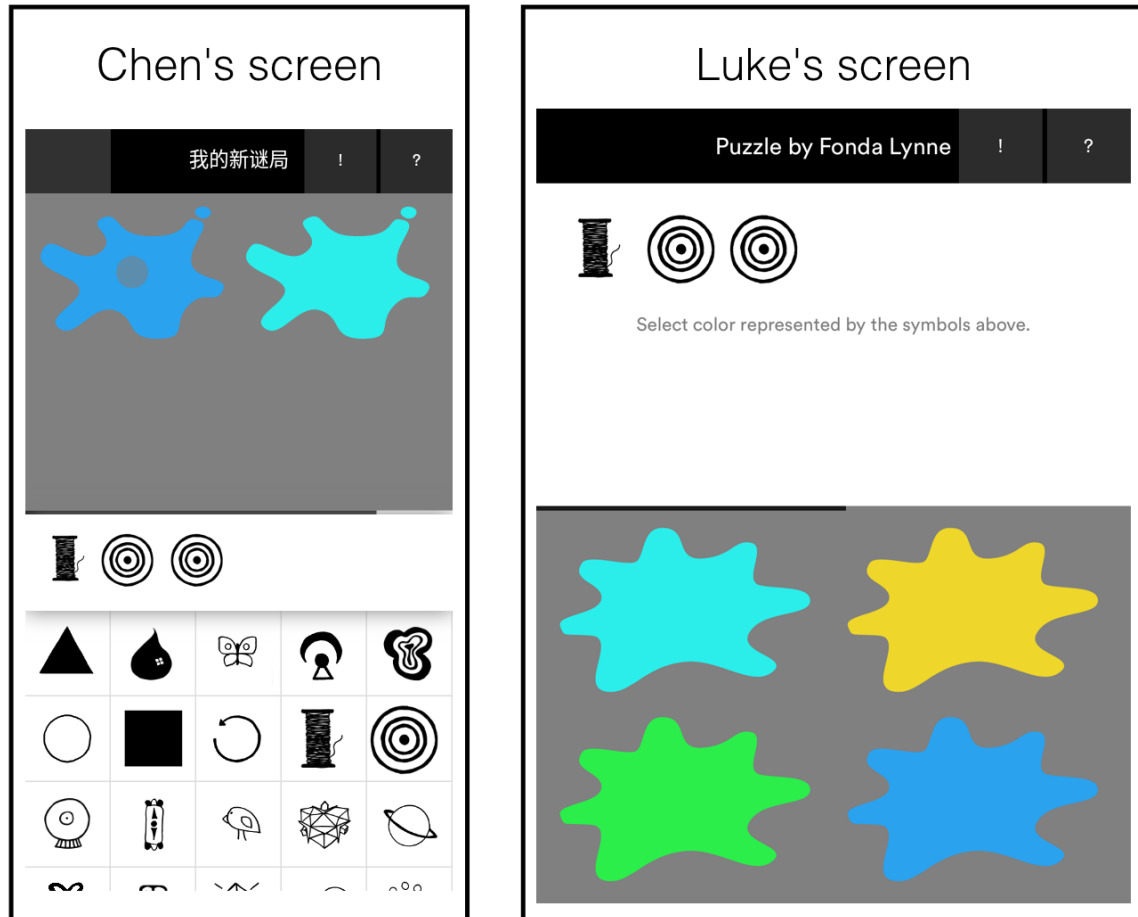 Chen's screen
我的新谜局
!
?
Luke's screen
Puzzle by Fonda Lynne
!
?
Select color represented by the symbols above.